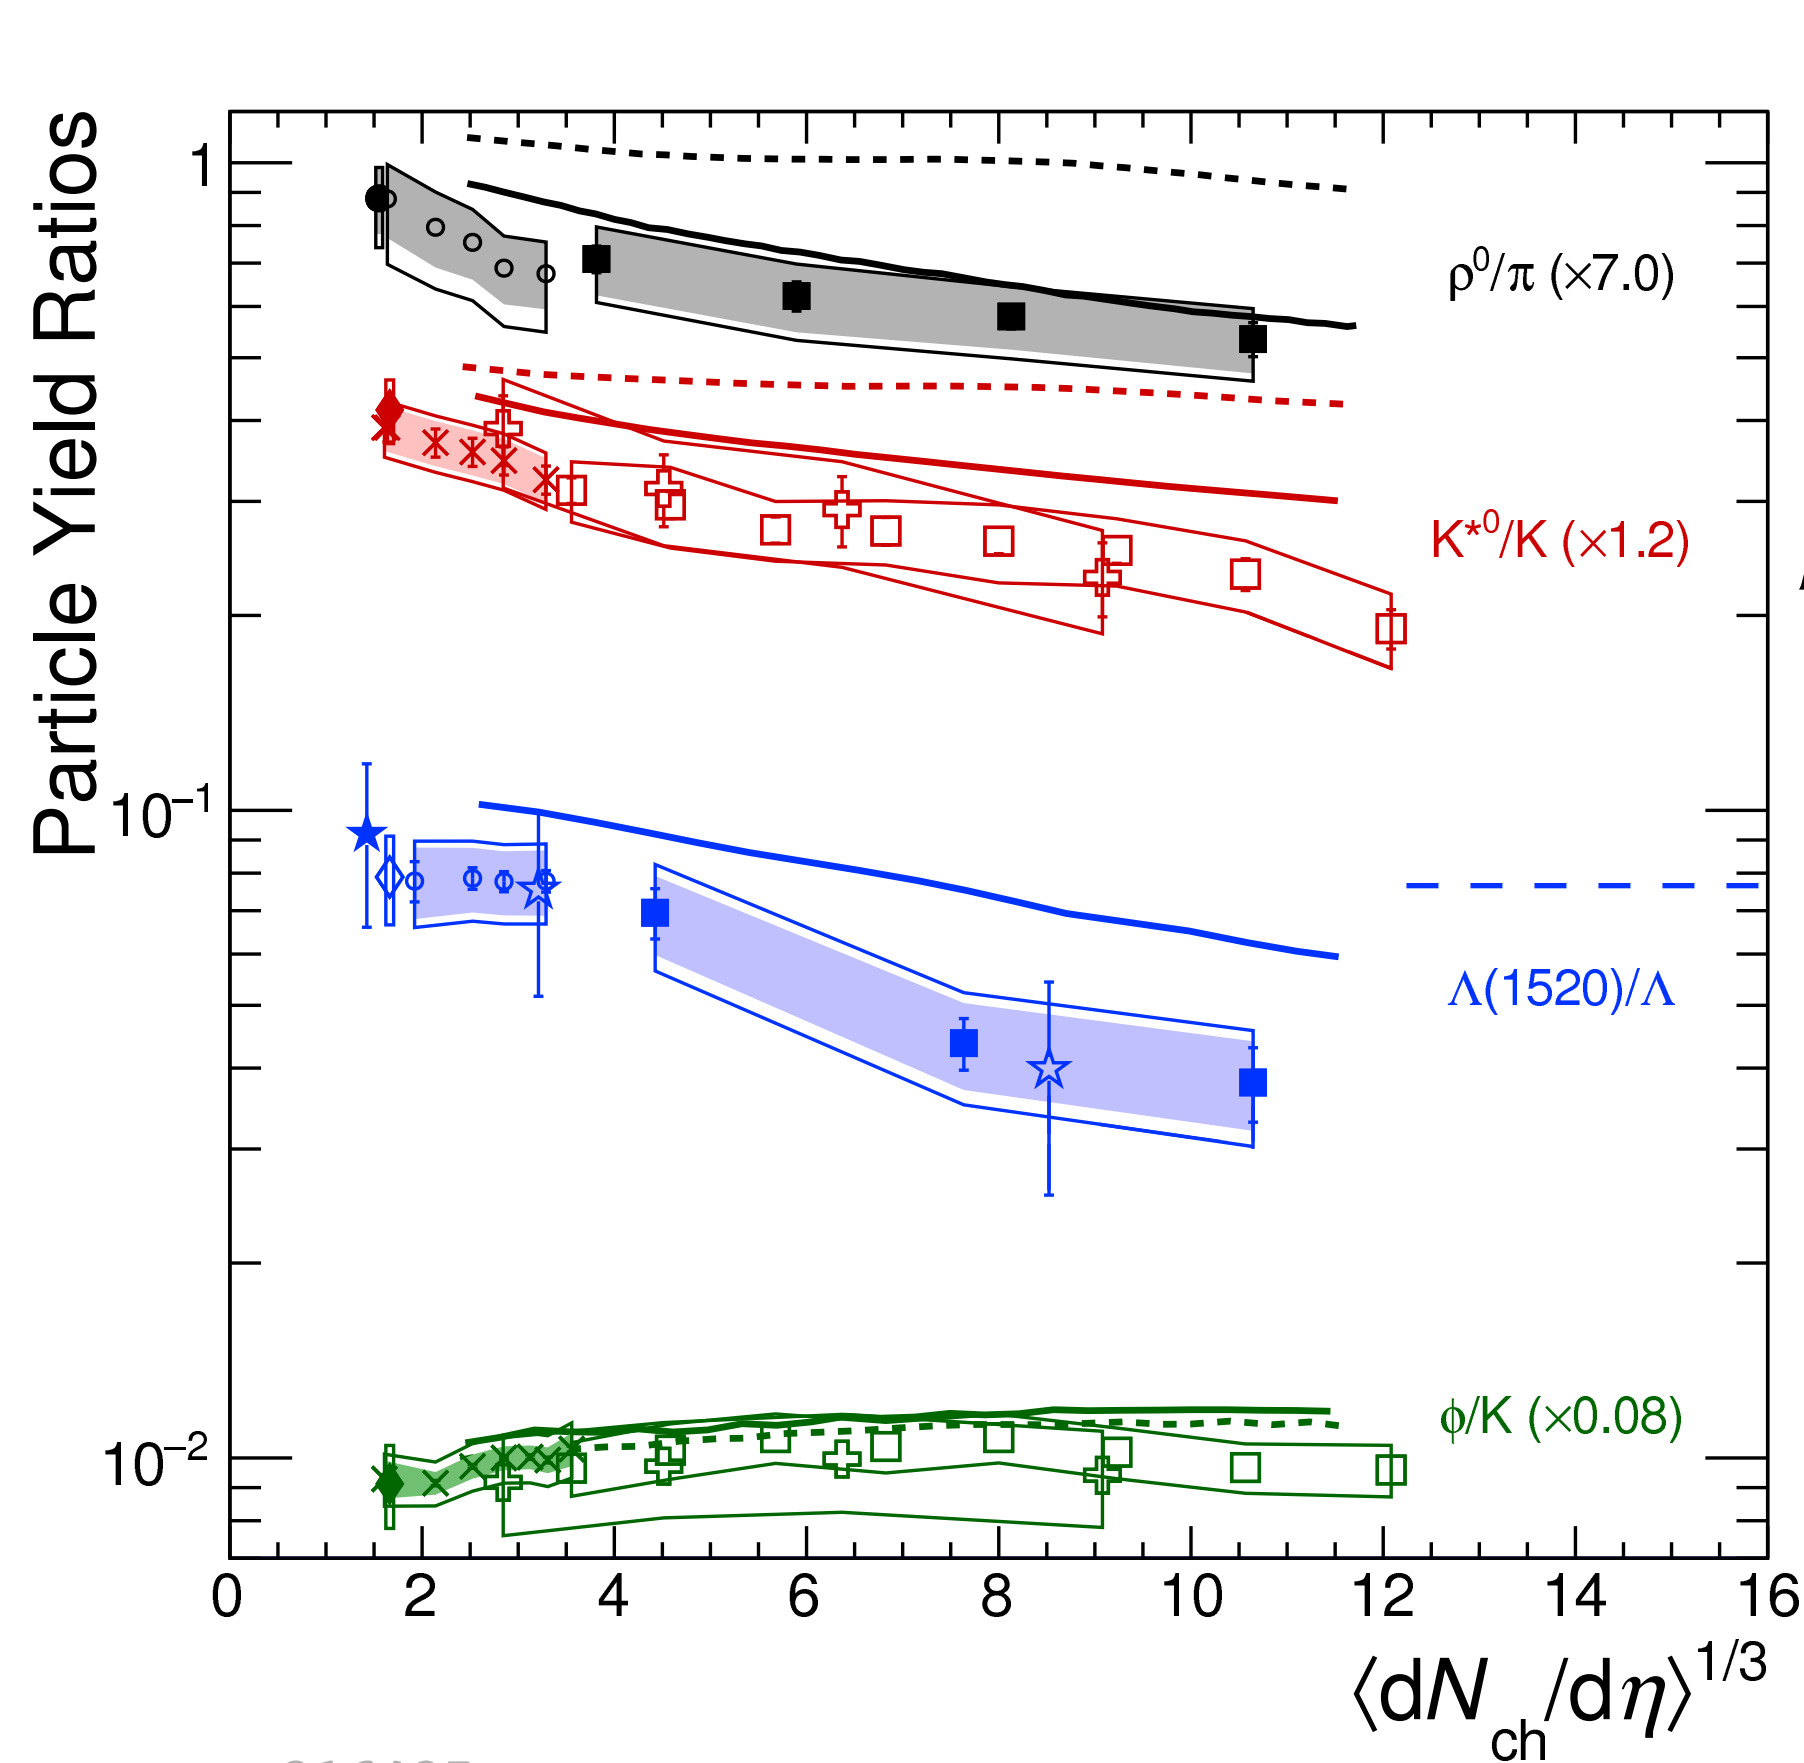 Particle Yield Ratios
1
10⁻¹
10⁻²
ρ⁰/π (×7.0)
K*⁰/K (×1.2)
Λ(1520)/Λ
ϕ/K (×0.08)
0 2 4 6 8 10 12 14 16
⟨dN_ch/dη⟩^1/3